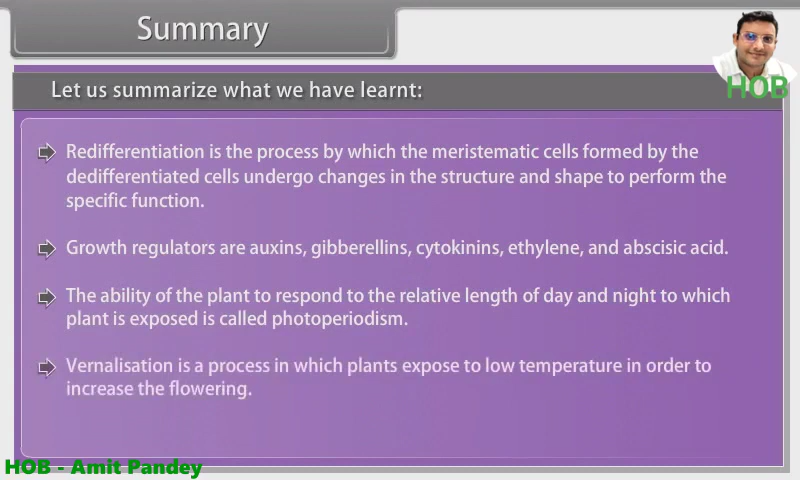 Summary
HOB
Let us summarize what we have learnt:
Redifferentiation is the process by which the meristematic cells formed by the
dedifferentiated cells undergo changes in the structure and shape to perform the
specific function.
Growth regulators are auxins, gibberellins, cytokinins, ethylene, and abscisic acid.
The ability of the plant to respond to the relative length of day and night to which
plant is exposed is called photoperiodism.
Vernalisation is a process in which plants expose to low temperature in order to
increase the flowering.
HOB - Amit Pandey